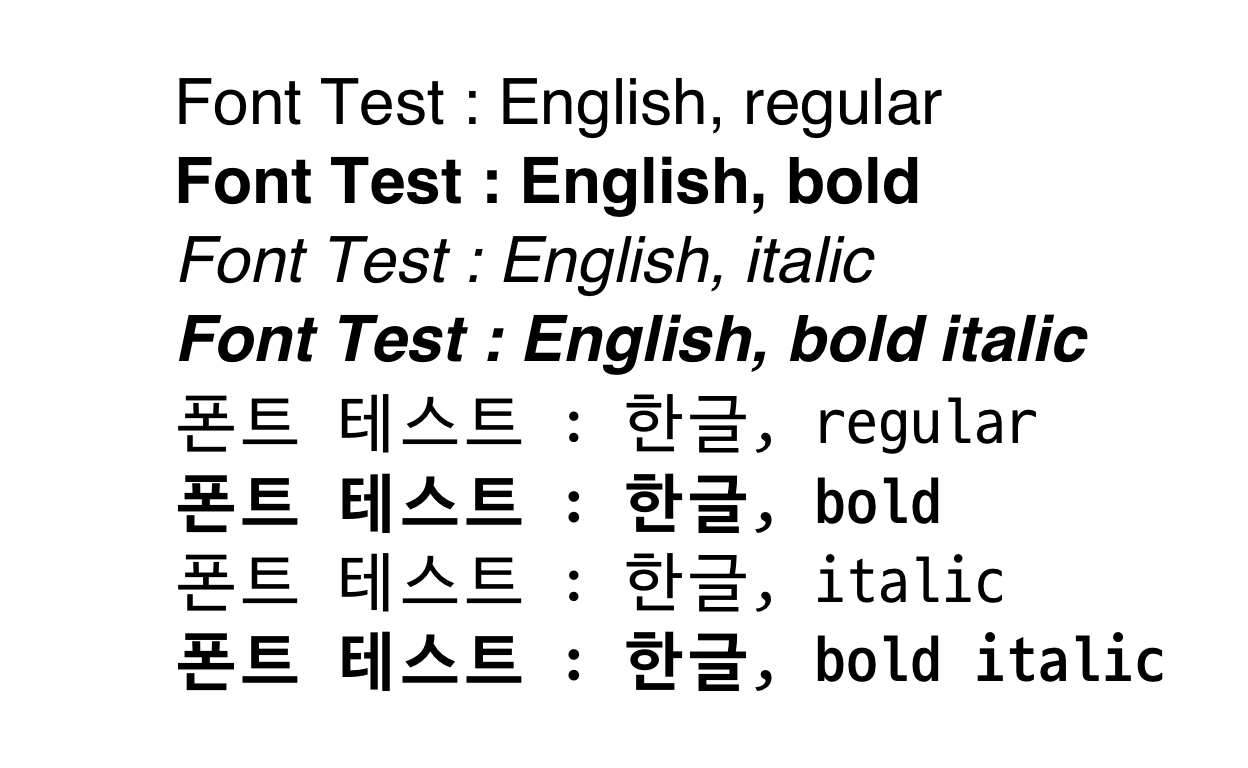 Font Test : English, regular
Font Test : English, bold
Font Test : English, italic
Font Test : English, bold italic
폰트 테스트 : 한글, regular
폰트 테스트 : 한글, bold
폰트 테스트 : 한글, italic
폰트 테스트 : 한글, bold italic